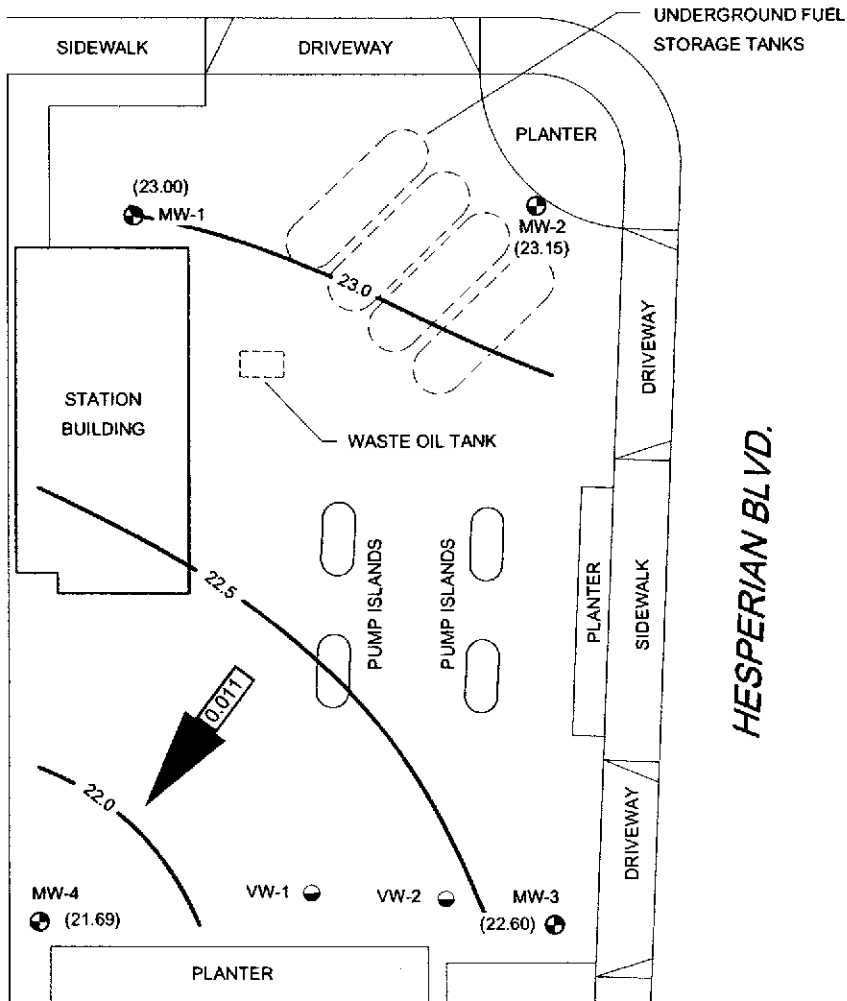 UNDERGROUND FUEL
STORAGE TANKS
SIDEWALK
DRIVEWAY
PLANTER
(23.00)
MW-1
MW-2
(23.15)
23.0
DRIVEWAY
STATION
BUILDING
WASTE OIL TANK
HESPERIAN BLVD.
22.5
PUMP ISLANDS
PUMP ISLANDS
PLANTER
SIDEWALK
0.011
22.0
DRIVEWAY
MW-4
(21.69)
VW-1
VW-2
MW-3
(22.60)
PLANTER